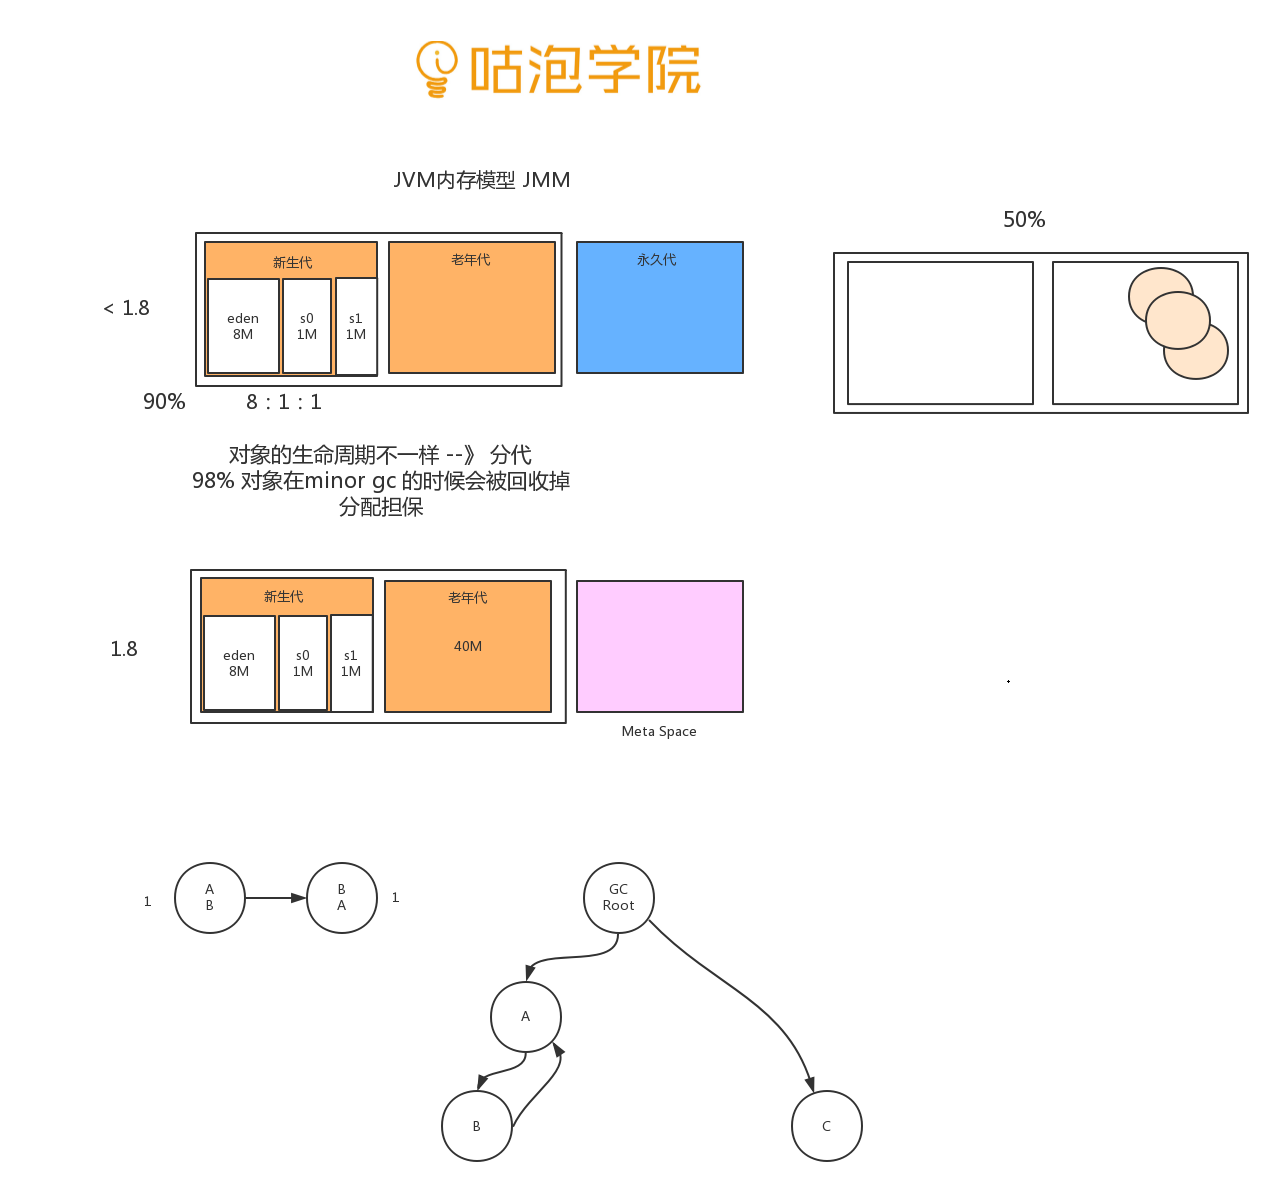 咕泡学院
JVM内存模型 JMM
50%
新生代
老年代
永久代
< 1.8
eden
8M
s0
1M
s1
1M
90%
8 : 1 : 1
对象的生命周期不一样 --》 分代
98% 对象在minor gc 的时候会被回收掉
分配担保
新生代
老年代
1.8
eden
8M
s0
1M
s1
1M
40M
Meta Space
1
A
B
B
A
1
GC
Root
A
B
C